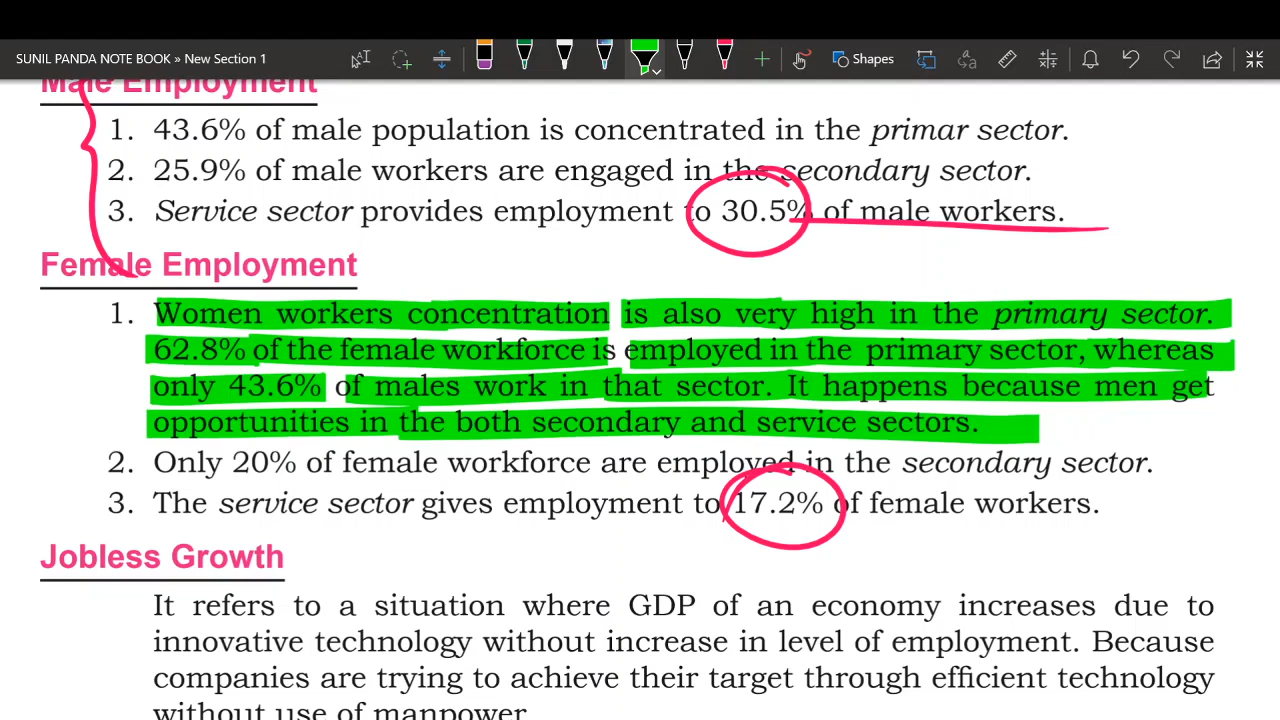 SUNIL PANDA NOTE BOOK » New Section 1
Shapes
Male Employment
1. 43.6% of male population is concentrated in the primar sector.
2. 25.9% of male workers are engaged in the secondary sector.
3. Service sector provides employment to 30.5% of male workers.
Female Employment
1. Women workers concentration is also very high in the primary sector.
62.8% of the female workforce is employed in the primary sector, whereas
only 43.6% of males work in that sector. It happens because men get
opportunities in the both secondary and service sectors.
2. Only 20% of female workforce are employed in the secondary sector.
3. The service sector gives employment to 17.2% of female workers.
Jobless Growth
It refers to a situation where GDP of an economy increases due to
innovative technology without increase in level of employment. Because
companies are trying to achieve their target through efficient technology
without use of manpower.